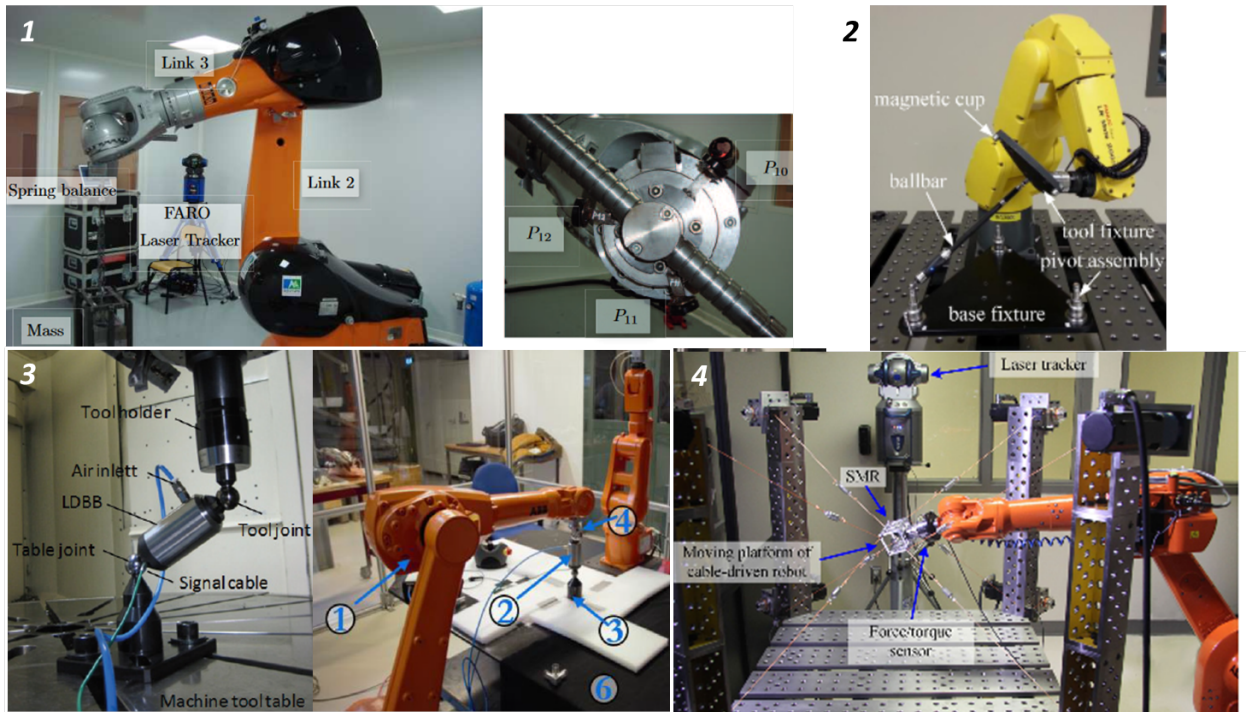 1
Link 3
Spring balance
Link 2
FARO
Laser Tracker
Mass
P10
P12
P11
2
magnetic cup
ballbar
tool fixture
pivot assembly
base fixture
3
Toolholder
Air inlett
LDBB
Tool joint
Table joint
Signal cable
Machine tool table
ABB
1
2
3
4
6
4
Laser tracker
SMR
Moving platform of
cable-driven robot
Force/torque
sensor